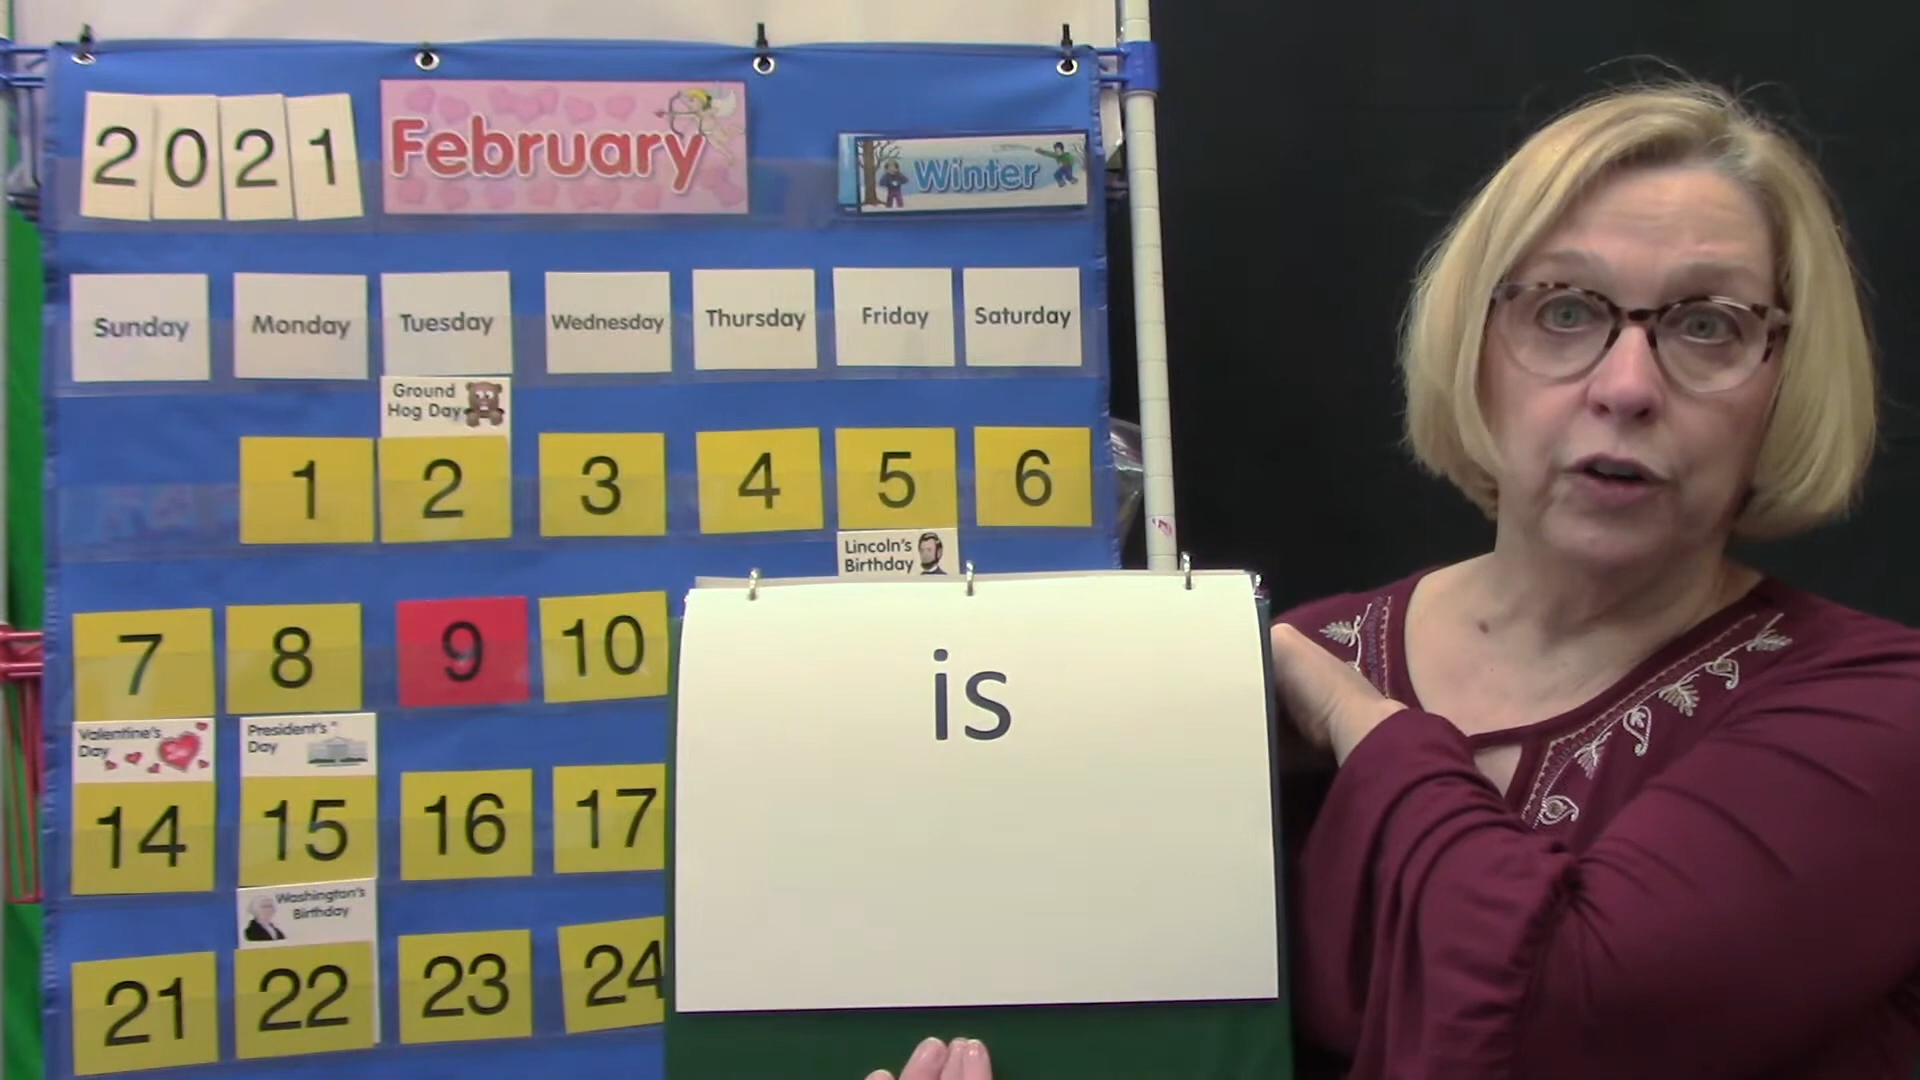 2021
February
Winter
Sunday Monday Tuesday Wednesday Thursday Friday Saturday
Ground
Hog Day
1 2 3 4 5 6
Lincoln's
Birthday
7 8 9 10
is
Valentine's
Day
President's
Day
14 15 16 17
Washington's
Birthday
21 22 23 24